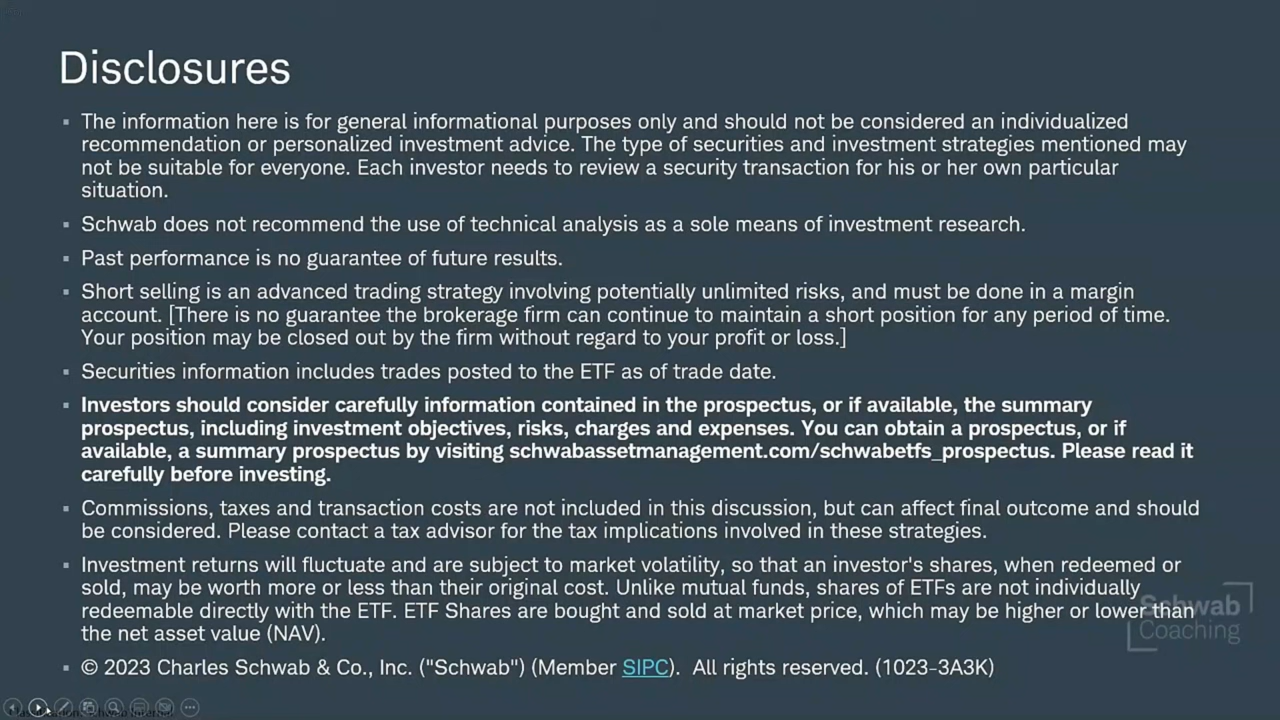 Disclosures
▪ The information here is for general informational purposes only and should not be considered an individualized
recommendation or personalized investment advice. The type of securities and investment strategies mentioned may
not be suitable for everyone. Each investor needs to review a security transaction for his or her own particular
situation.
▪ Schwab does not recommend the use of technical analysis as a sole means of investment research.
▪ Past performance is no guarantee of future results.
▪ Short selling is an advanced trading strategy involving potentially unlimited risks, and must be done in a margin
account. [There is no guarantee the brokerage firm can continue to maintain a short position for any period of time.
Your position may be closed out by the firm without regard to your profit or loss.]
▪ Securities information includes trades posted to the ETF as of trade date.
▪ Investors should consider carefully information contained in the prospectus, or if available, the summary
prospectus, including investment objectives, risks, charges and expenses. You can obtain a prospectus, or if
available, a summary prospectus by visiting schwabassetmanagement.com/schwabetfs_prospectus. Please read it
carefully before investing.
▪ Commissions, taxes and transaction costs are not included in this discussion, but can affect final outcome and should
be considered. Please contact a tax advisor for the tax implications involved in these strategies.
▪ Investment returns will fluctuate and are subject to market volatility, so that an investor's shares, when redeemed or
sold, may be worth more or less than their original cost. Unlike mutual funds, shares of ETFs are not individually
redeemable directly with the ETF. ETF Shares are bought and sold at market price, which may be higher or lower than
the net asset value (NAV).
▪ © 2023 Charles Schwab & Co., Inc. ("Schwab") (Member SIPC).  All rights reserved. (1023-3A3K)
Schwab
Coaching